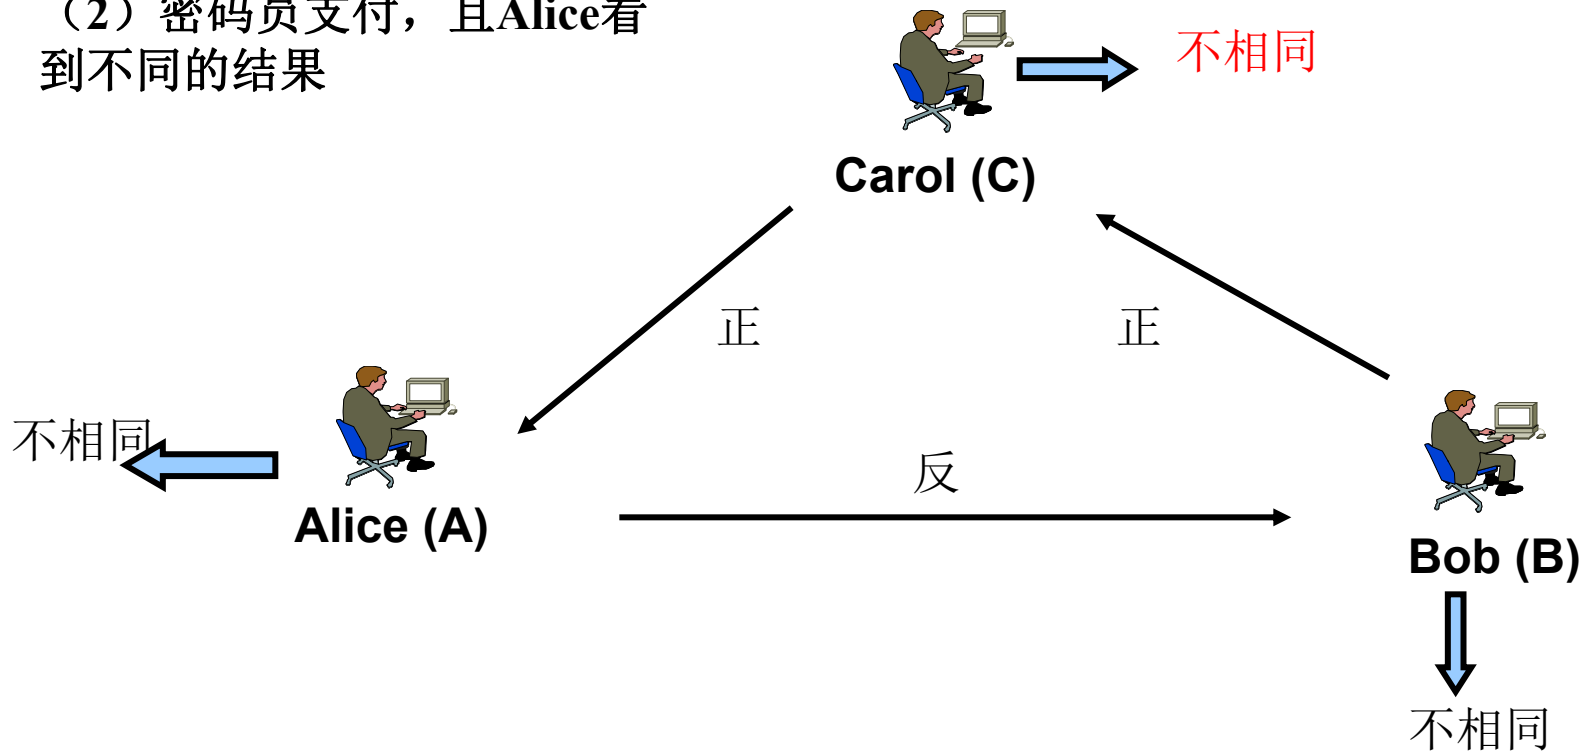 （2）密码员支付，且Alice看
到不同的结果
不相同
Carol (C)
正
正
不相同
反
Alice (A)
Bob (B)
不相同